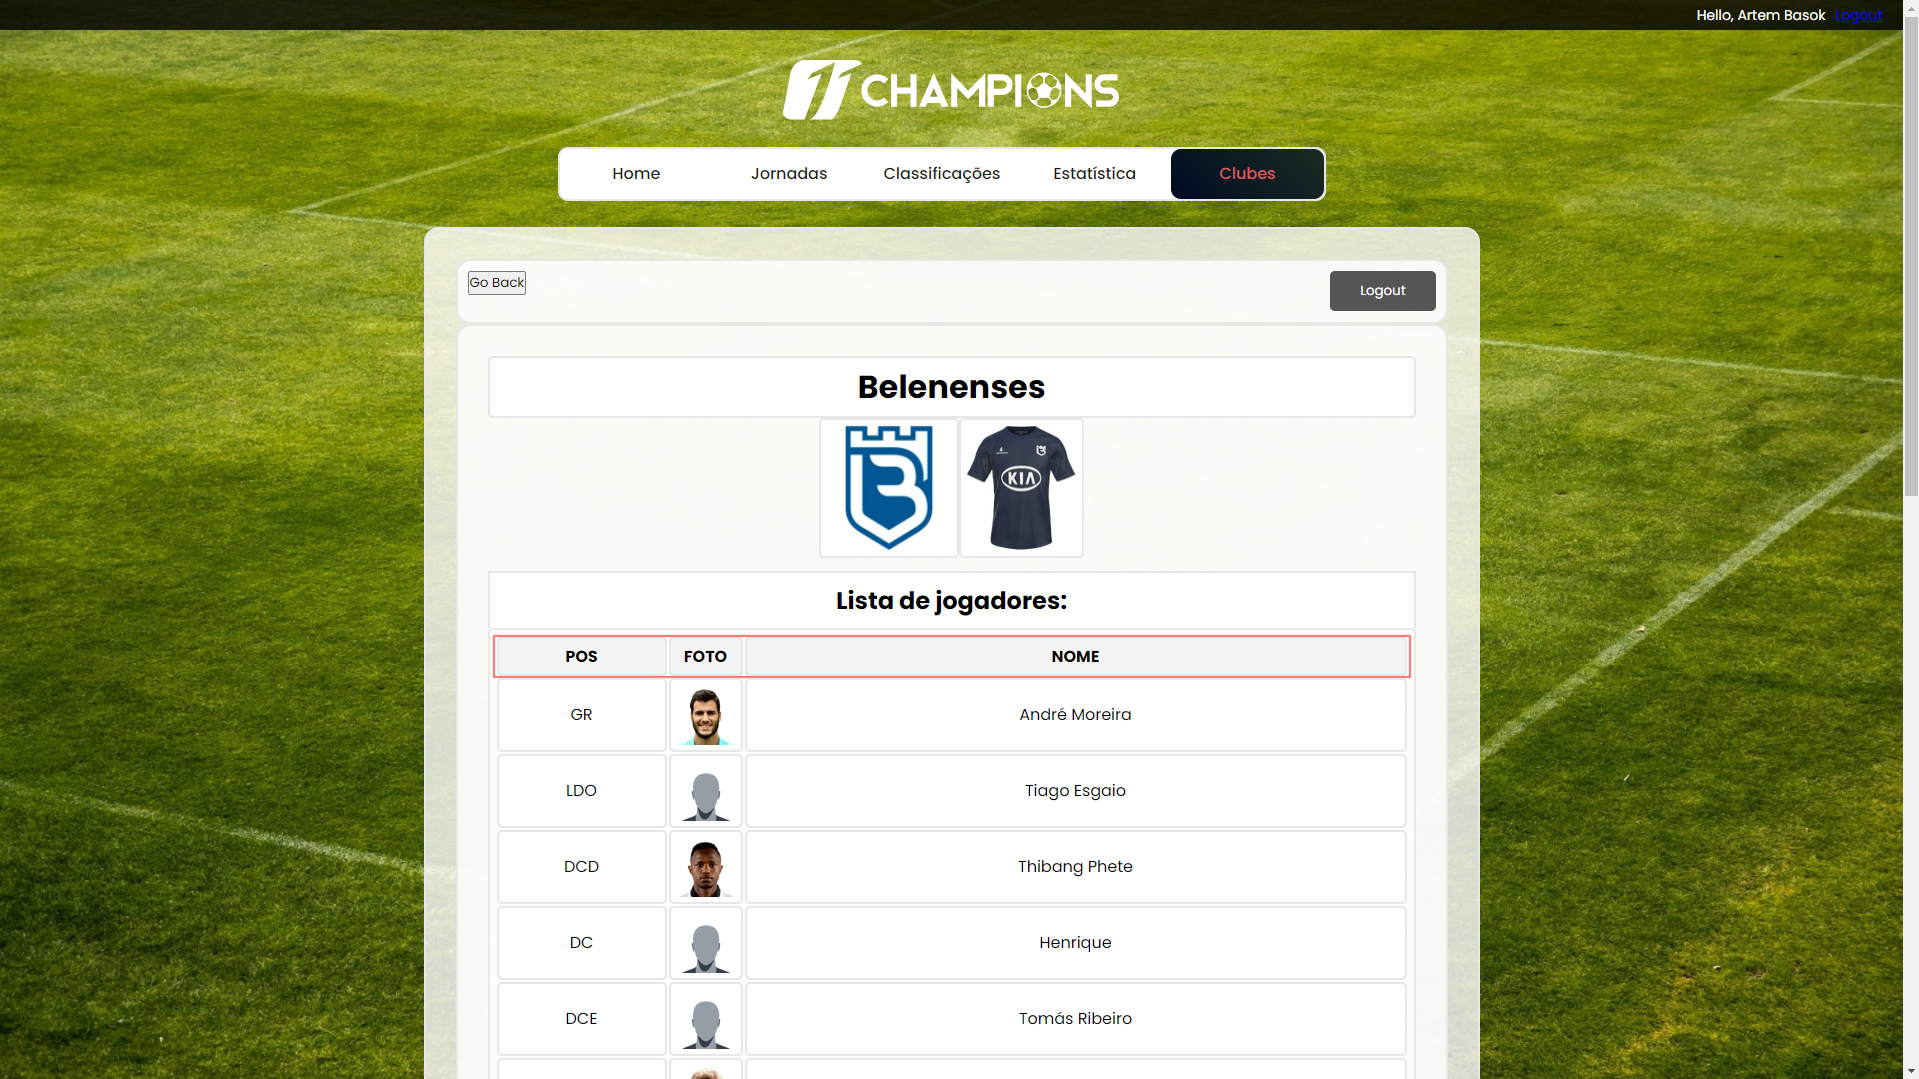 Hello, Artem Basok Logout
11 CHAMPIONS
Home Jornadas Classificações Estatística Clubes
Go Back Logout
Belenenses
B KIA
Lista de jogadores:
POS FOTO NOME
GR André Moreira
LDO Tiago Esgaio
DCD Thibang Phete
DC Henrique
DCE Tomás Ribeiro